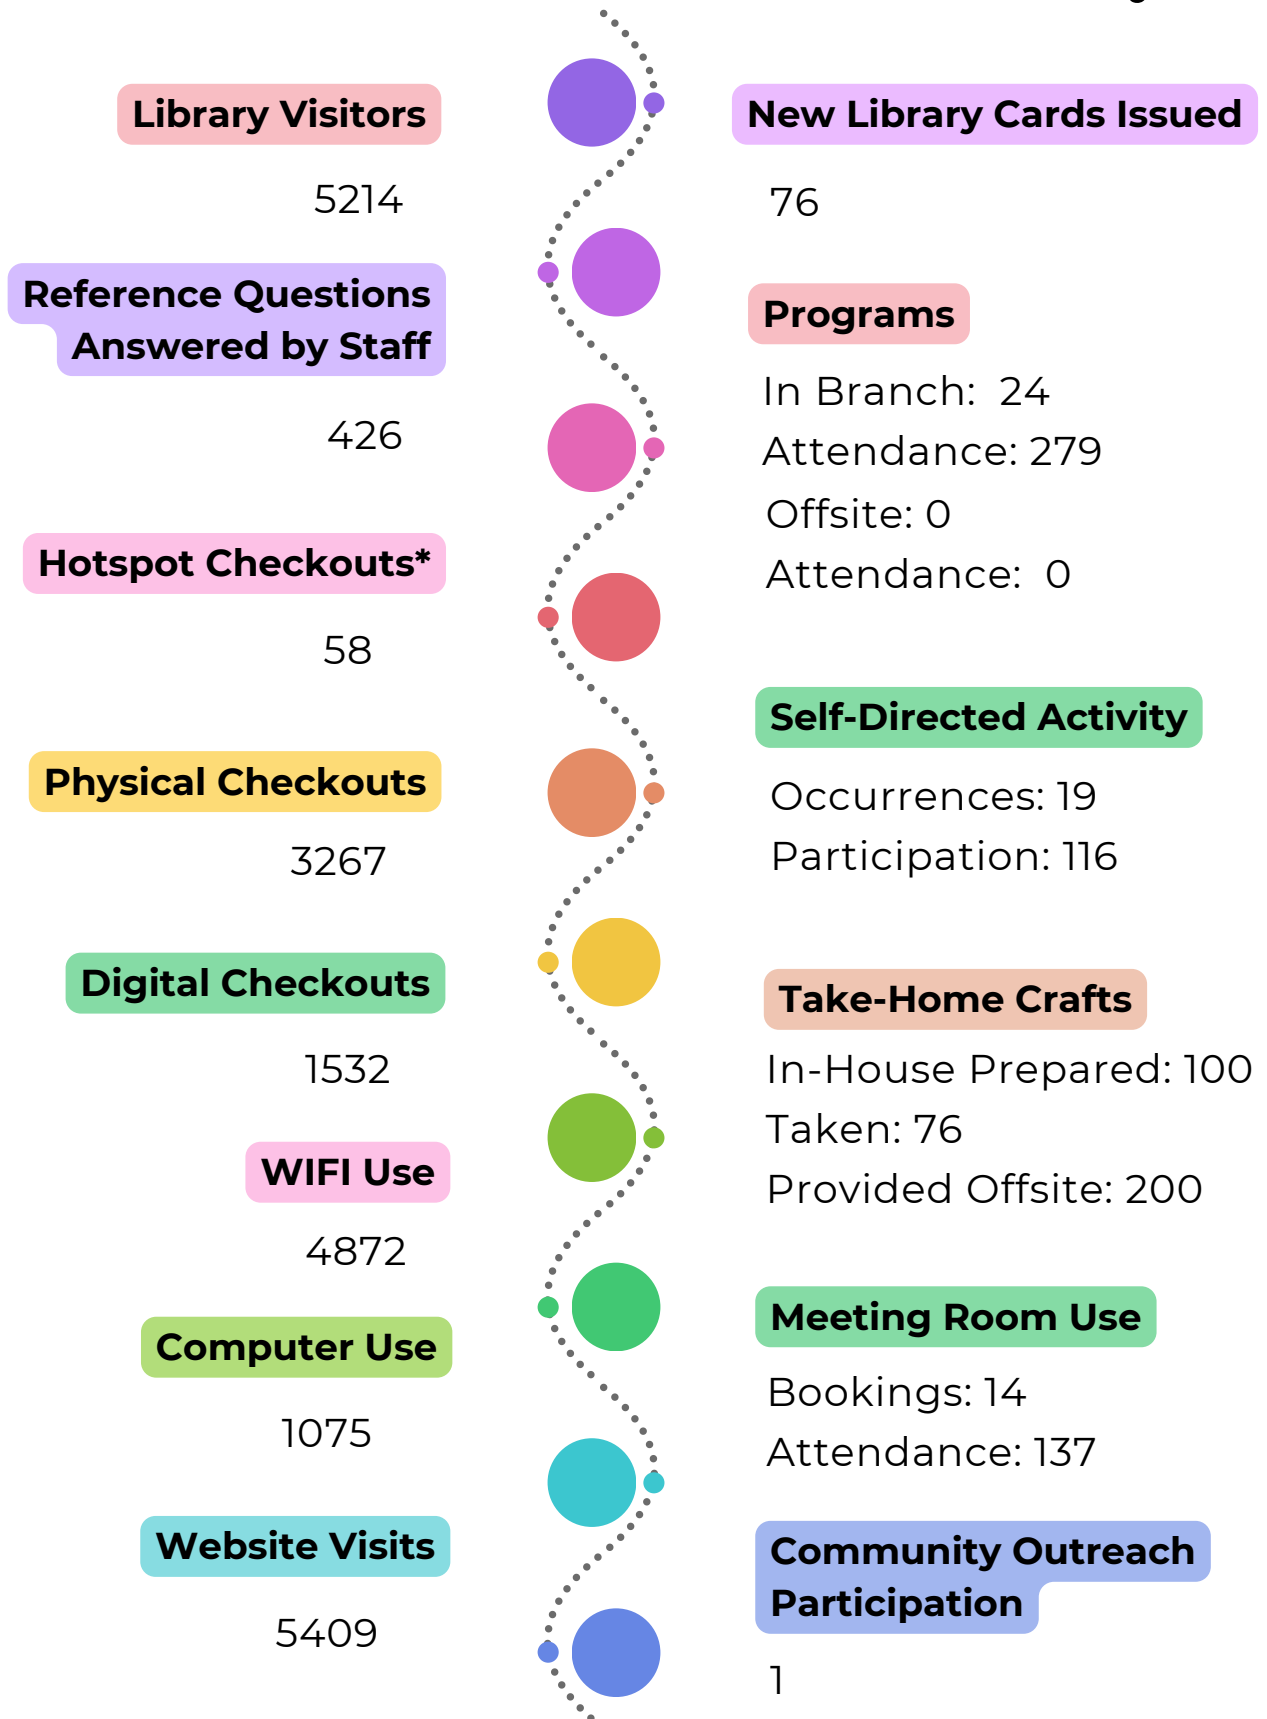 Library Visitors
5214
Reference Questions
Answered by Staff
426
Hotspot Checkouts*
58
Physical Checkouts
3267
Digital Checkouts
1532
WIFI Use
4872
Computer Use
1075
Website Visits
5409
New Library Cards Issued
76
Programs
In Branch: 24
Attendance: 279
Offsite: 0
Attendance: 0
Self-Directed Activity
Occurrences: 19
Participation: 116
Take-Home Crafts
In-House Prepared: 100
Taken: 76
Provided Offsite: 200
Meeting Room Use
Bookings: 14
Attendance: 137
Community Outreach
Participation
1